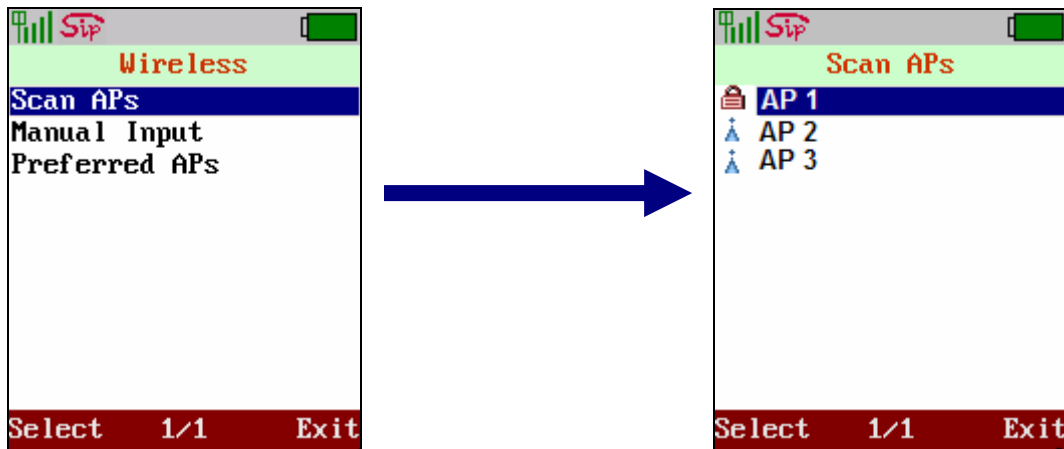 Sip
Wireless
Scan APs
Manual Input
Preferred APs
Select 1/1 Exit
Sip
Scan APs
AP 1
AP 2
AP 3
Select 1/1 Exit